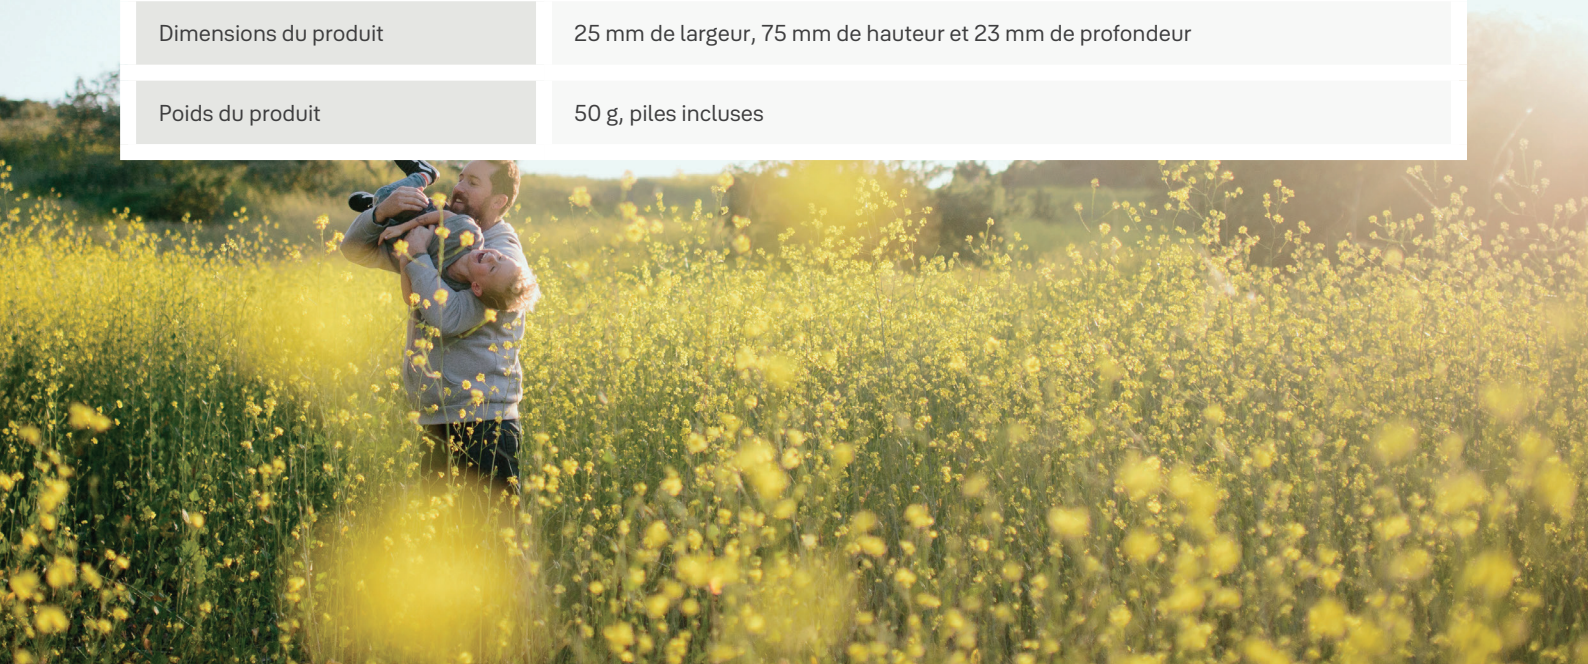 Dimensions du produit
25 mm de largeur, 75 mm de hauteur et 23 mm de profondeur
Poids du produit
50 g, piles incluses